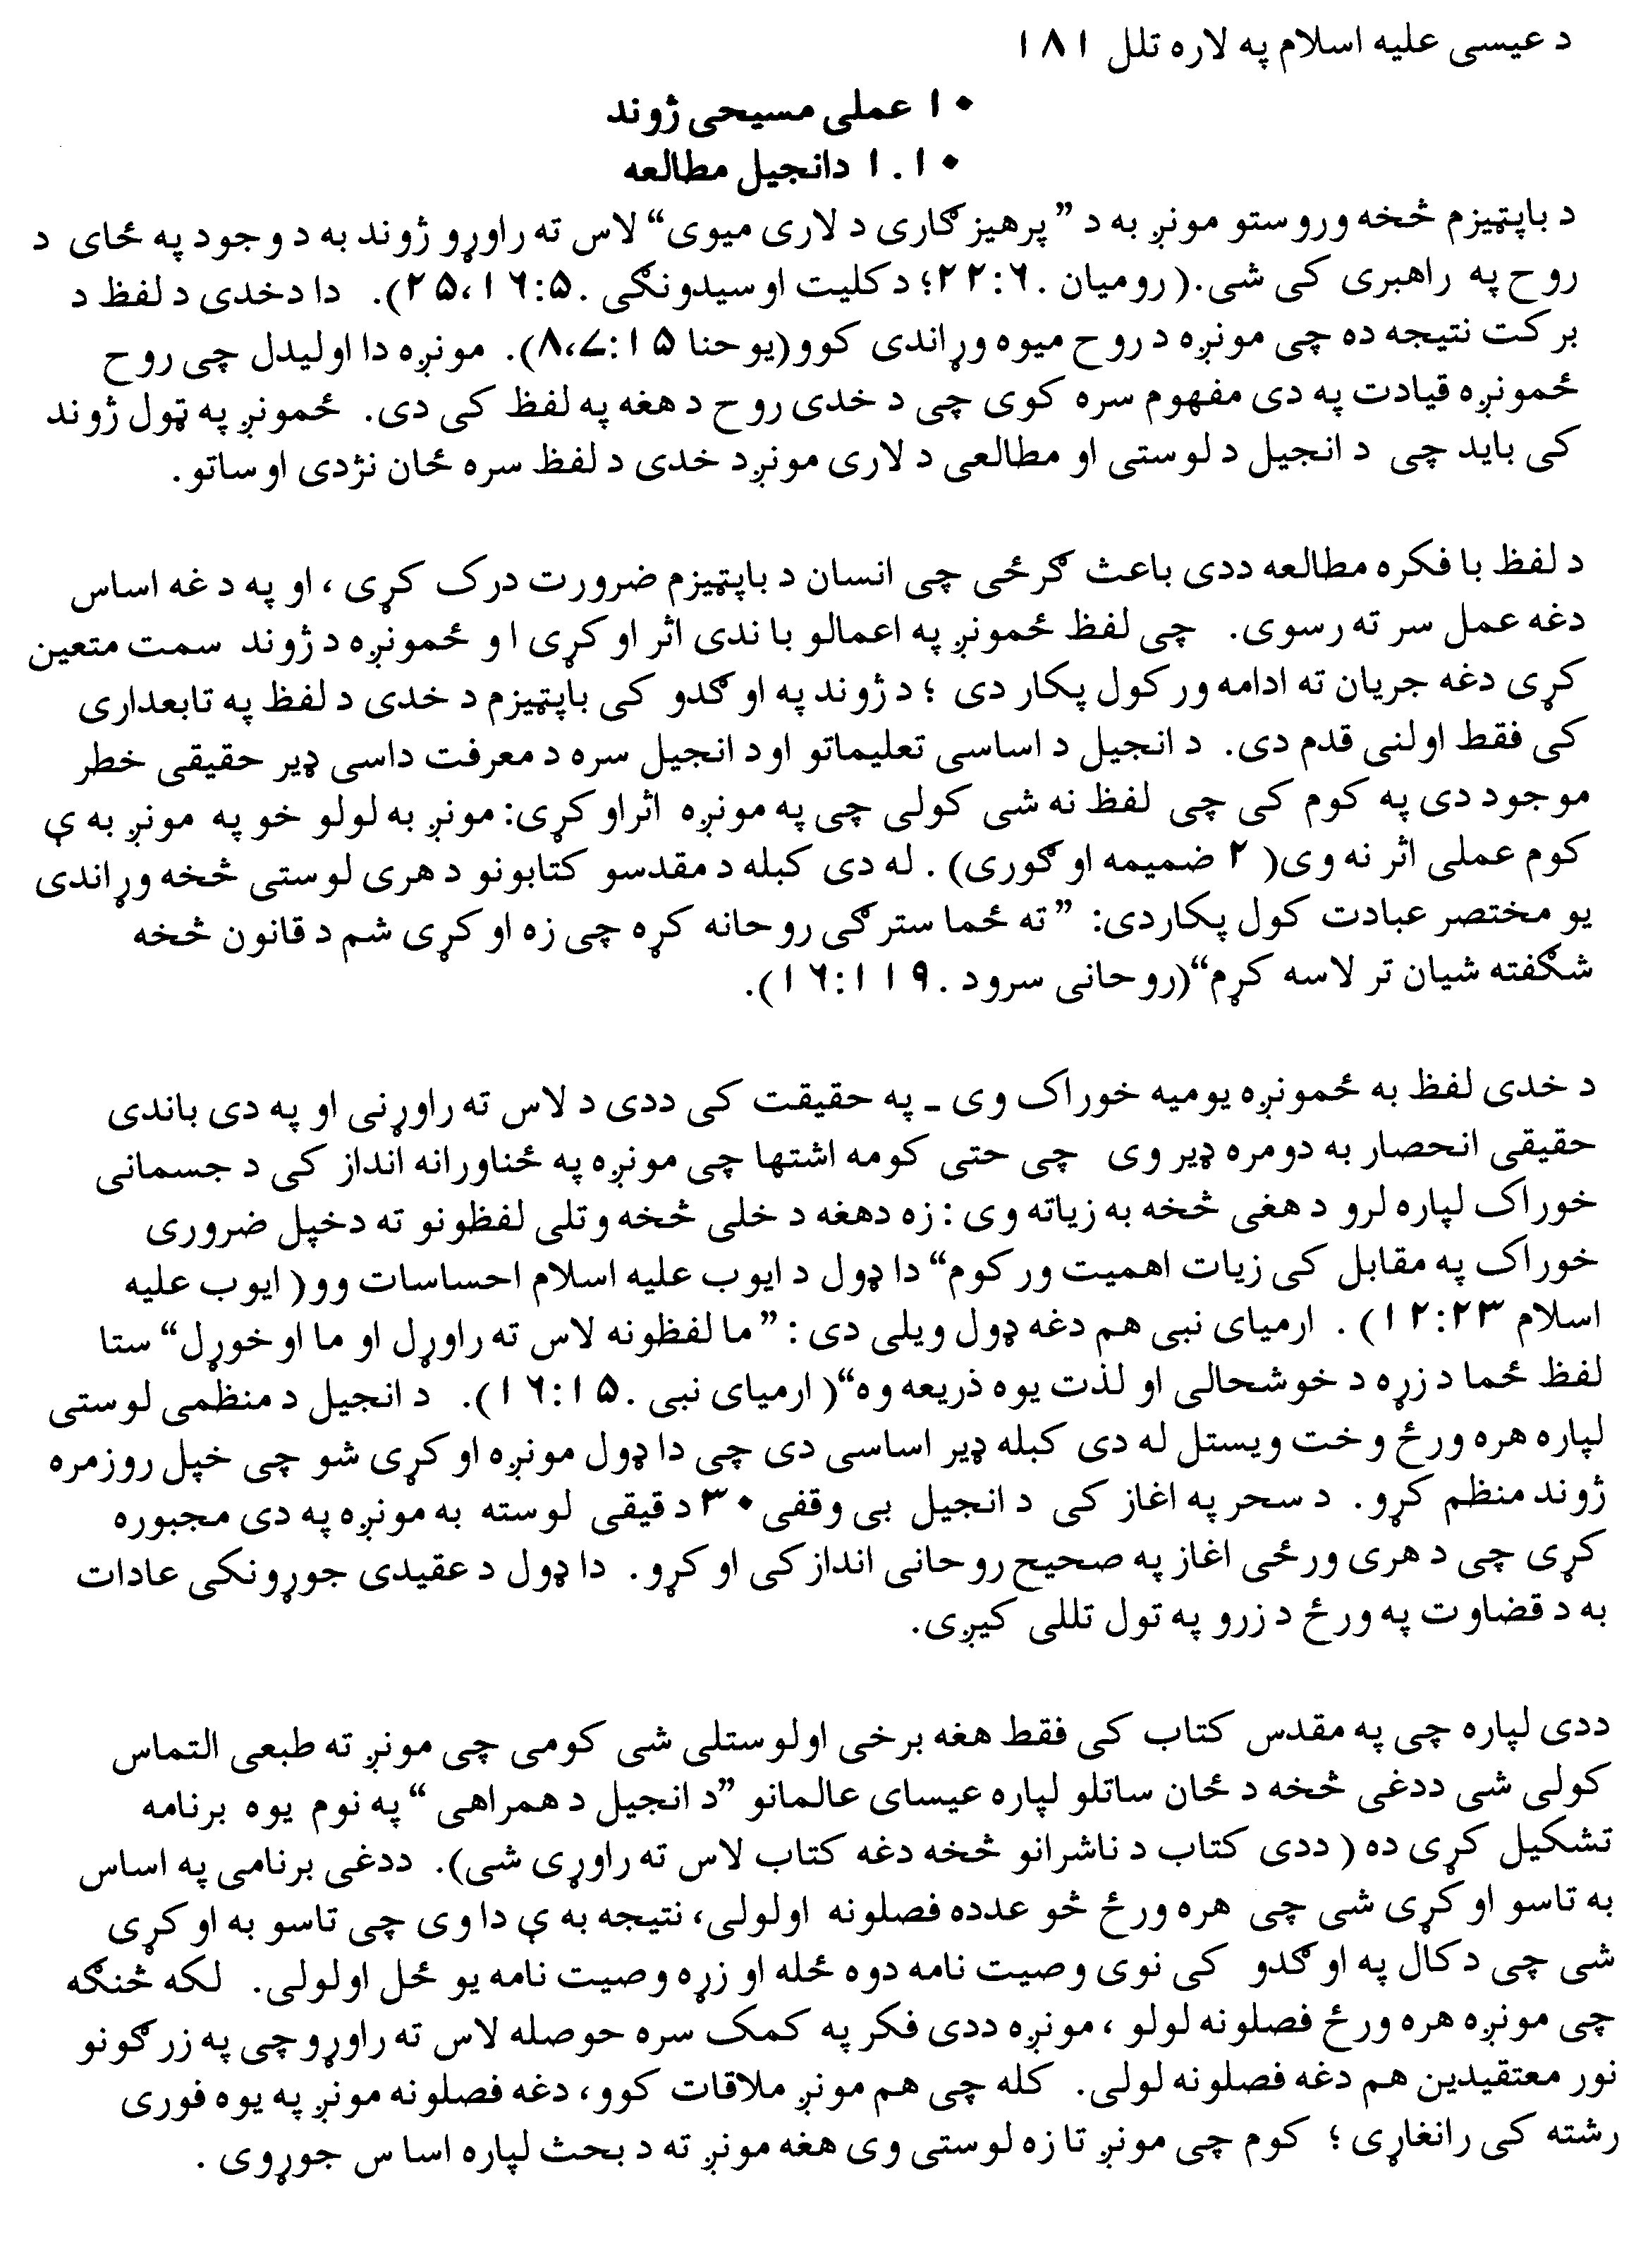 د عیسی علیه اسلام په لاره تلل ۱۸۱
۱۰ عملی مسیحی ژوند
۱۰.۱ دانجیل مطالعه
د باپټیزم څخه وروستو مونږ به د ”پرهیزګاری د لاری میوی“ لاس ته راوړو ژوند به د وجود په ځای د
روح په راهبری کی شی.(رومیان .۲۲:۶؛ دکلیت اوسیدونګی .۲۵،۱۶:۵). دا دخدی د لفظ د
برکت نتیجه ده چی مونږه د روح میوه وړاندی کوو(یوحنا ۸،۷:۱۵). مونږه دا اولیدل چی روح
ځمونږه قیادت په دی مفهوم سره کوی چی د خدی روح د هغه په لفظ کی دی. ځمونږ په ټول ژوند
کی باید چی د انجیل د لوستی او مطالعی د لاری مونږد خدی د لفظ سره ځان نژدی اوساتو.
د لفظ با فکره مطالعه ددی باعث ګرځی چی انسان د باپټیزم ضرورت درک کړی ، او په دغه اساس
دغه عمل سر ته رسوی. چی لفظ ځمونږ په اعمالو باندی اثر اوکړی او ځمونږه د ژوند سمت متعین
کړی دغه جریان ته ادامه ورکول پکار دی ؛ د ژوند په اوګدو کی باپټیزم د خدی د لفظ په تابعداری
کی فقط اولنی قدم دی. د انجیل د اساسی تعلیماتو اود انجیل سره د معرفت داسی ډیر حقیقی خطر
موجود دی په کوم کی چی لفظ نه شی کولی چی په مونږه اثراوکړی: مونږ به لولو خو په مونږ به ې
کوم عملی اثر نه وی( ۲ ضمیمه اوګوری) . له دی کبله د مقدسو کتابونو د هری لوستی څخه وړاندی
یو مختصر عبادت کول پکاردی: ”ته ځما سترګی روحانه کړه چی زه اوکړی شم د قانون څخه
شګفته شیان تر لاسه کړم“(روحانی سرود .۱۶:۱۱۹).
د خدی لفظ به ځمونږه یومیه خوراک وی ـ په حقیقت کی ددی د لاس ته راوړنی او په دی باندی
حقیقی انحصار به دومره ډیر وی چی حتی کومه اشتها چی مونږه په ځناورانه انداز کی د جسمانی
خوراک لپاره لرو د هغی څخه به زیاته وی : زه دهغه د خلی څخه وتلی لفظونو ته دخپل ضروری
خوراک په مقابل کی زیات اهمیت ورکوم“ دا ډول د ایوب علیه اسلام احساسات وو( ایوب علیه
اسلام ۱۲:۲۳) . ارمیای نبی هم دغه ډول ویلی دی : ”ما لفظونه لاس ته راوړل او ما اوخوړل“ ستا
لفظ ځما د زړه د خوشحالی او لذت یوه ذریعه وه“( ارمیای نبی .۱۶:۱۵). د انجیل د منظمی لوستی
لپاره هره ورځ وخت ویستل له دی کبله ډیر اساسی دی چی دا ډول مونږه اوکړی شو چی خپل روزمره
ژوند منظم کړو. د سحر په اغاز کی د انجیل بی وقفی ۳۰ دقیقی لوسته به مونږه په دی مجبوره
کړی چی د هری ورځی اغاز په صحیح روحانی اندازکی اوکړو. دا ډول د عقیدی جوړونکی عادات
به د قضاوت په ورځ د زرو په تول تللی کیږی.
ددی لپاره چی په مقدس کتاب کی فقط هغه برخی اولوستلی شی کومی چی مونږ ته طبعی التماس
کولی شی ددغی څخه د ځان ساتلو لپاره عیسای عالمانو ”د انجیل د همراهی “ په نوم یوه برنامه
تشکیل کړی ده ( ددی کتاب د ناشرانو څخه دغه کتاب لاس ته راوړی شی). ددغی برنامی په اساس
به تاسو اوکړی شی چی هره ورځ څو عدده فصلونه اولولی، نتیجه به ې دا وی چی تاسو به اوکړی
شی چی د کال په اوګدو کی نوی وصیت نامه دوه ځله او زړه وصیت نامه یو ځل اولولی. لکه څنګه
چی مونږه هره ورځ فصلونه لولو ، مونږه ددی فکر په کمک سره حوصله لاس ته راوړو چی په زرګونو
نور معتقیدین هم دغه فصلونه لولی. کله چی هم مونږ ملاقات کوو، دغه فصلونه مونږ په یوه فوری
رشته کی رانغاړی ؛ کوم چی مونږ تازه لوستی وی هغه مونږ ته د بحث لپاره اساس جوړوی .